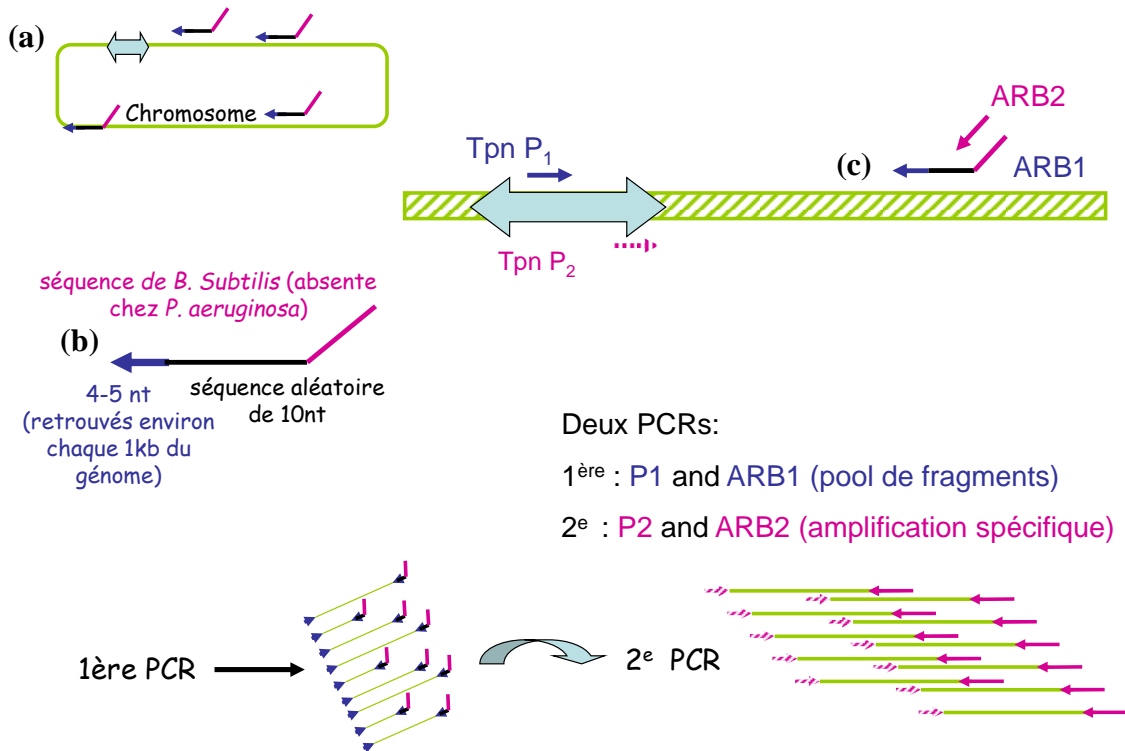 (a)
Chromosome
ARB2
Tpn P1
(c)
ARB1
Tpn P2
séquence de B. Subtilis (absente
chez P. aeruginosa)
(b)
4-5 nt
(retrouvés environ
chaque 1kb du
génome)
séquence aléatoire
de 10nt
Deux PCRs:
1ère : P1 and ARB1 (pool de fragments)
2e : P2 and ARB2 (amplification spécifique)
1ère PCR
2e PCR